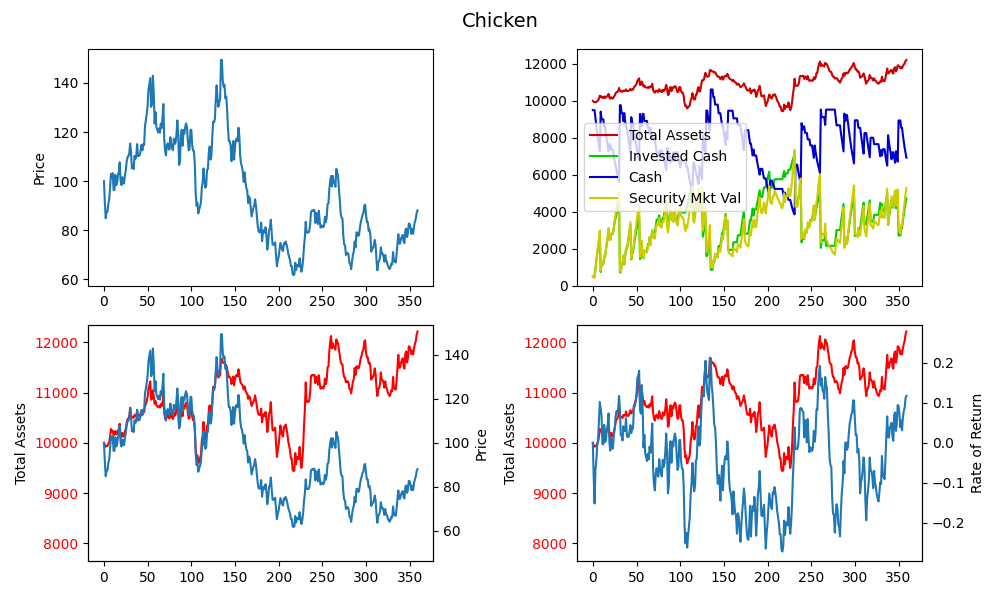 Chicken
Price
140
120
100
80
60
0 50 100 150 200 250 300 350
12000
10000
8000
6000
4000
2000
0
Total Assets
Invested Cash
Cash
Security Mkt Val
0 50 100 150 200 250 300 350
Total Assets
12000
11000
10000
9000
8000
140
120
100
80
60
Price
0 50 100 150 200 250 300 350
Total Assets
12000
11000
10000
9000
8000
0.2
0.1
0.0
−0.1
−0.2
Rate of Return
0 50 100 150 200 250 300 350